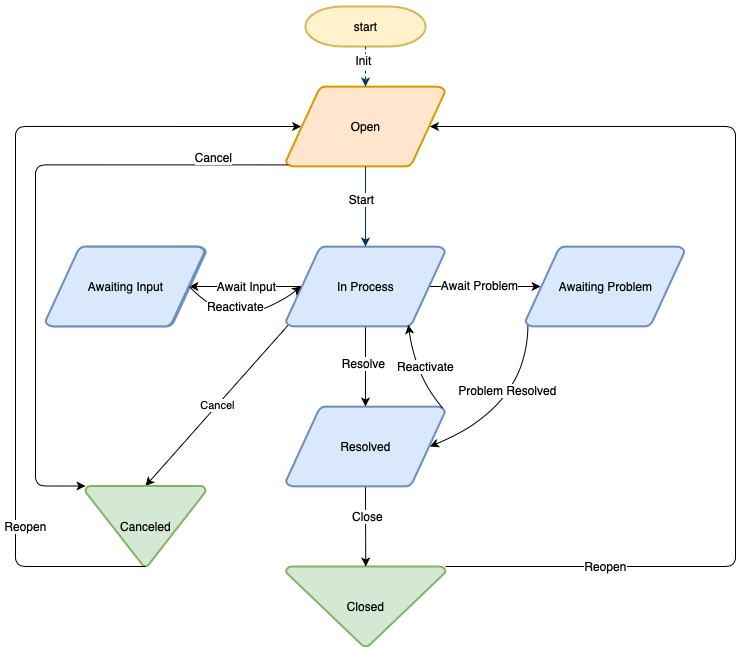 start
Init
Open
Cancel
Start
Awaiting Input
Await Input
Reactivate
In Process
Await Problem
Awaiting Problem
Resolve
Reactivate
Problem Resolved
Cancel
Resolved
Close
Canceled
Reopen
Closed
Reopen